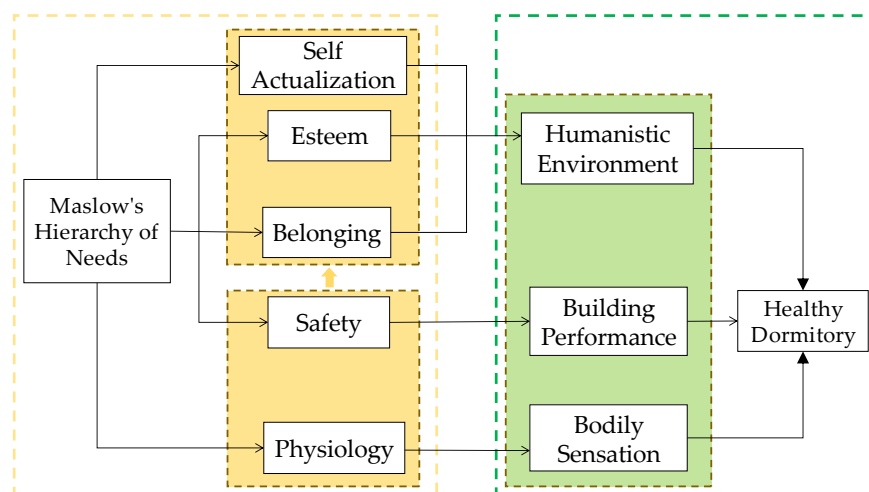 Maslow's
Hierarchy of
Needs
Self
Actualization
Esteem
Belonging
Safety
Physiology
Humanistic
Environment
Building
Performance
Bodily
Sensation
Healthy
Dormitory